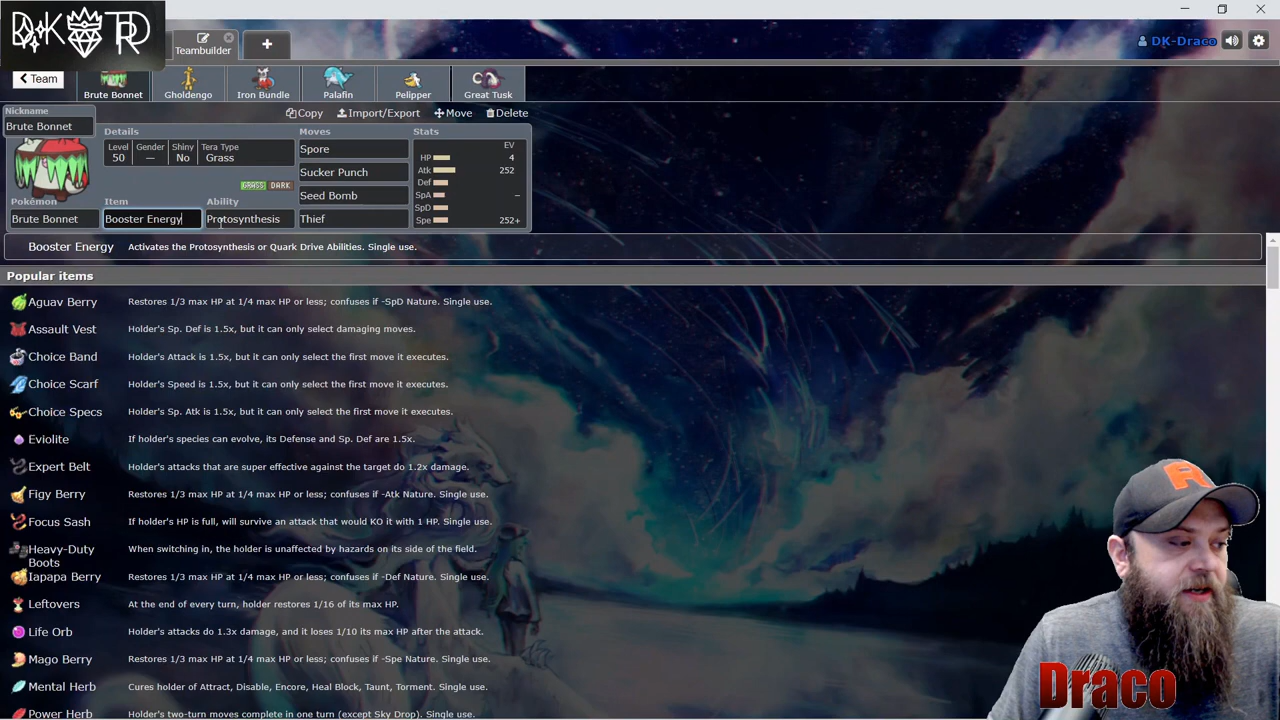 DKTR
Teambuilder
DK-Draco
Team
Brute Bonnet
Gholdengo
Iron Bundle
Palafin
Pelipper
Great Tusk
Nickname
Brute Bonnet
Copy
Import/Export
Move
Delete
Details
Level
50
Gender
—
Shiny
No
Tera Type
Grass
GRASS DARK
Pokémon
Brute Bonnet
Item
Booster Energy
Ability
Protosynthesis
Moves
Spore
Sucker Punch
Seed Bomb
Thief
Stats
EV
HP 4
Atk 252
Def
SpA –
SpD
Spe 252+
Booster Energy Activates the Protosynthesis or Quark Drive Abilities. Single use.
Popular items
Aguav Berry Restores 1/3 max HP at 1/4 max HP or less; confuses if -SpD Nature. Single use.
Assault Vest Holder's Sp. Def is 1.5x, but it can only select damaging moves.
Choice Band Holder's Attack is 1.5x, but it can only select the first move it executes.
Choice Scarf Holder's Speed is 1.5x, but it can only select the first move it executes.
Choice Specs Holder's Sp. Atk is 1.5x, but it can only select the first move it executes.
Eviolite If holder's species can evolve, its Defense and Sp. Def are 1.5x.
Expert Belt Holder's attacks that are super effective against the target do 1.2x damage.
Figy Berry Restores 1/3 max HP at 1/4 max HP or less; confuses if -Atk Nature. Single use.
Focus Sash If holder's HP is full, will survive an attack that would KO it with 1 HP. Single use.
Heavy-Duty Boots When switching in, the holder is unaffected by hazards on its side of the field.
Iapapa Berry Restores 1/3 max HP at 1/4 max HP or less; confuses if -Def Nature. Single use.
Leftovers At the end of every turn, holder restores 1/16 of its max HP.
Life Orb Holder's attacks do 1.3x damage, and it loses 1/10 its max HP after the attack.
Mago Berry Restores 1/3 max HP at 1/4 max HP or less; confuses if -Spe Nature. Single use.
Mental Herb Cures holder of Attract, Disable, Encore, Heal Block, Taunt, Torment. Single use.
Power Herb Holder's two-turn moves complete in one turn (except Sky Drop). Single use.
R
Draco